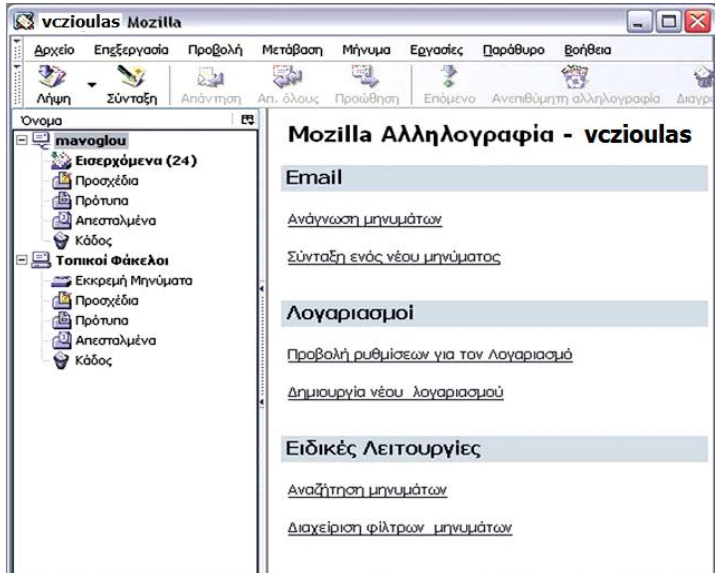 vczioulas Mozilla
Αρχείο Επεξεργασία Προβολή Μετάβαση Μήνυμα Εργασίες Παράθυρο Βοήθεια
Λήψη Σύνταξη Απάντηση Απ. όλους Προώθηση Επόμενο Ανεπιθύμητη αλληλογραφία Διαγρα
Όνομα
mavoglou
Εισερχόμενα (24)
Προσχέδια
Πρότυπα
Απεσταλμένα
Κάδος
Τοπικοί Φάκελοι
Εκκρεμή Μηνύματα
Προσχέδια
Πρότυπα
Απεσταλμένα
Κάδος
Mozilla Αλληλογραφία - vczioulas
Email
Ανάγνωση μηνυμάτων
Σύνταξη ενός νέου μηνύματος
Λογαριασμοί
Προβολή ρυθμίσεων για τον Λογαριασμό
Δημιουργία νέου λογαριασμού
Ειδικές Λειτουργίες
Αναζήτηση μηνυμάτων
Διαχείριση φίλτρων μηνυμάτων